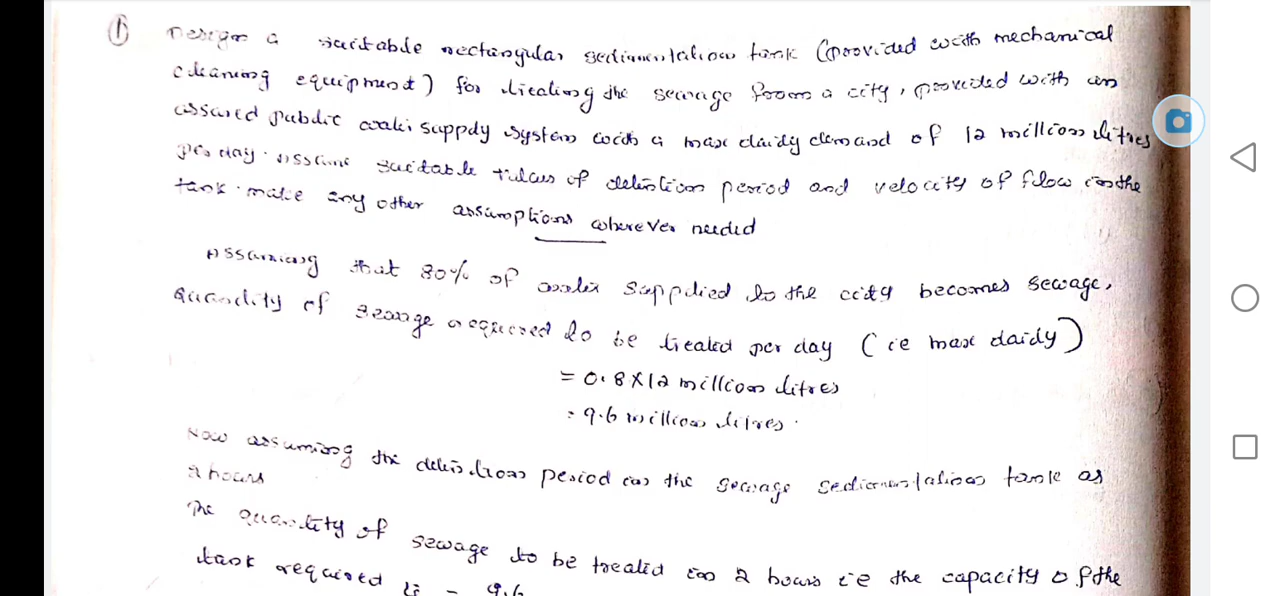 ① Design a suitable rectangular sedimentation tank (provided with mechanical
cleaning equipment) for treating the sewage from a city, provided with an
assured public water supply system with a max daily demand of 12 million litres
per day. Assume suitable values of detention period and velocity of flow in the
tank. make any other assumptions wherever needed
Assuming that 80% of water supplied to the city becomes sewage,
Quantity of sewage required to be treated per day (ie max daily)
= 0.8 × 12 million litres
= 9.6 million litres.
Now assuming the detention period in the sewage sedimentation tank as
2 hours
The quantity of sewage to be treated in 2 hours ie the capacity of the
tank required is = 9.6